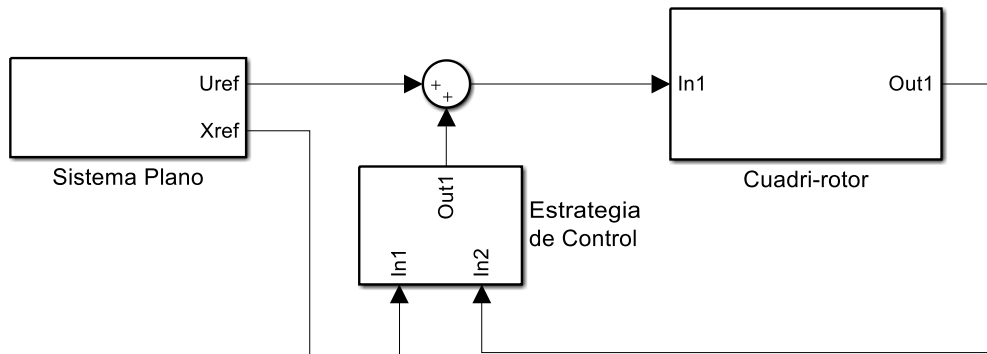 Uref
Xref
Sistema Plano
+
+
In1
Out1
Cuadri-rotor
Out1
In1
In2
Estrategia
de Control